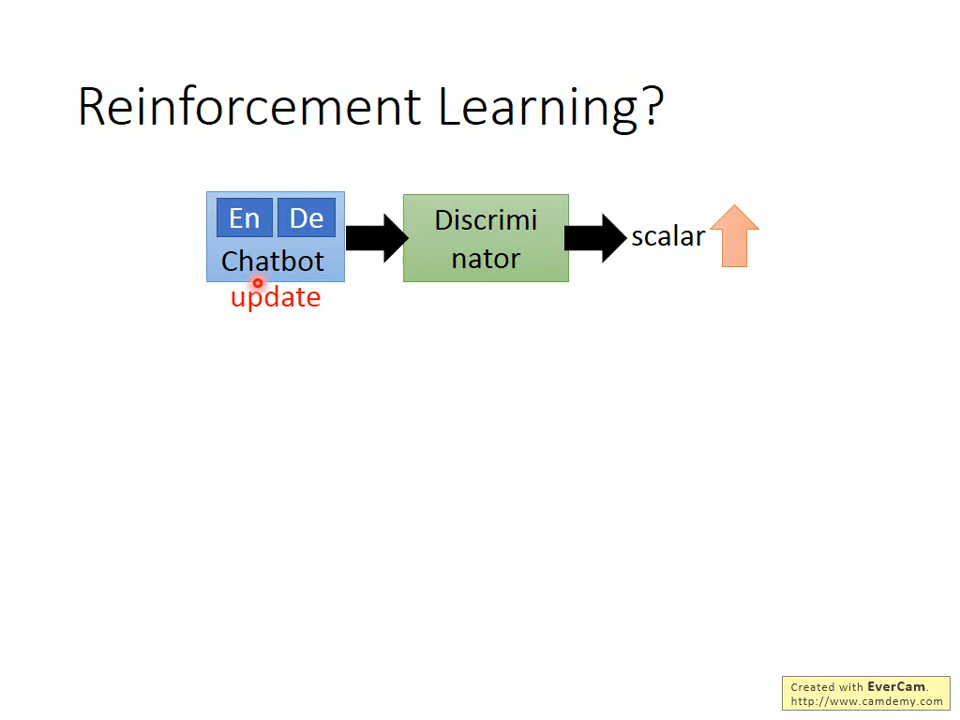 Reinforcement Learning?
En De
Chatbot
update
Discrimi
nator
scalar
Created with EverCam.
http://www.camdemy.com